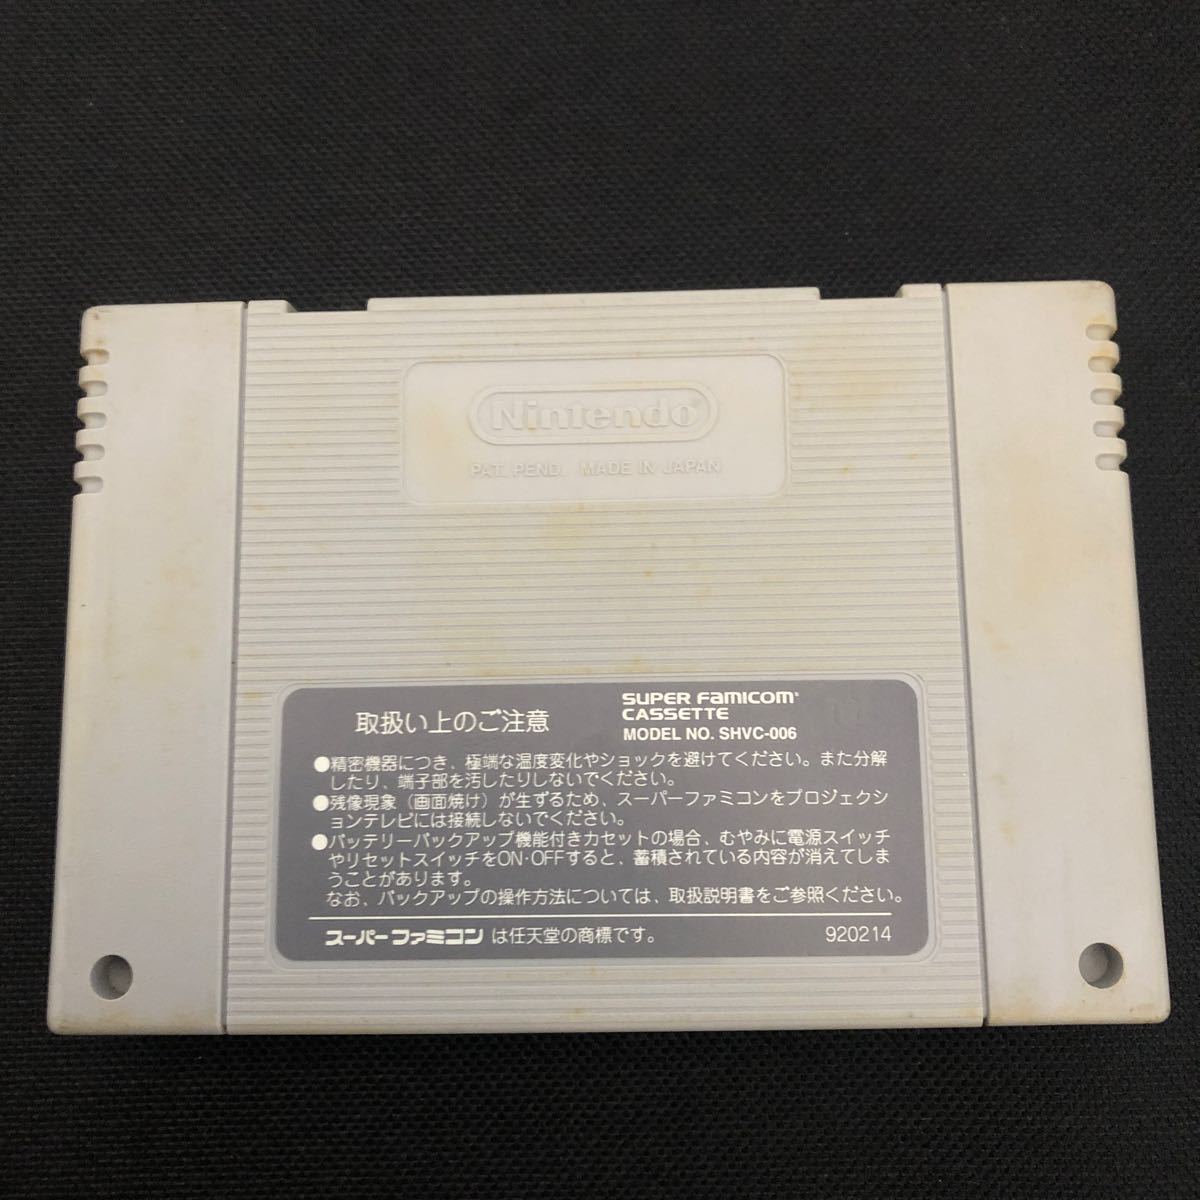 Nintendo
PAT. PEND. MADE IN JAPAN
取扱い上のご注意
SUPER FamICom
CASSETTE
MODEL NO. SHVC-006
●精密機器につき、極端な温度変化やショックを避けてください。また分解
したり、端子部を汚したりしないでください。
●残像現象（画面焼け）が生ずるため、スーパーファミコンをプロジェクシ
ョンテレビには接続しないでください。
●バッテリーバックアップ機能付きカセットの場合、むやみに電源スイッチ
やリセットスイッチをON·OFFすると、蓄積されている内容が消えてしま
うことがあります。
なお、バックアップの操作方法については、取扱説明書をご参照ください。
スーパーファミコン は任天堂の商標です。
920214